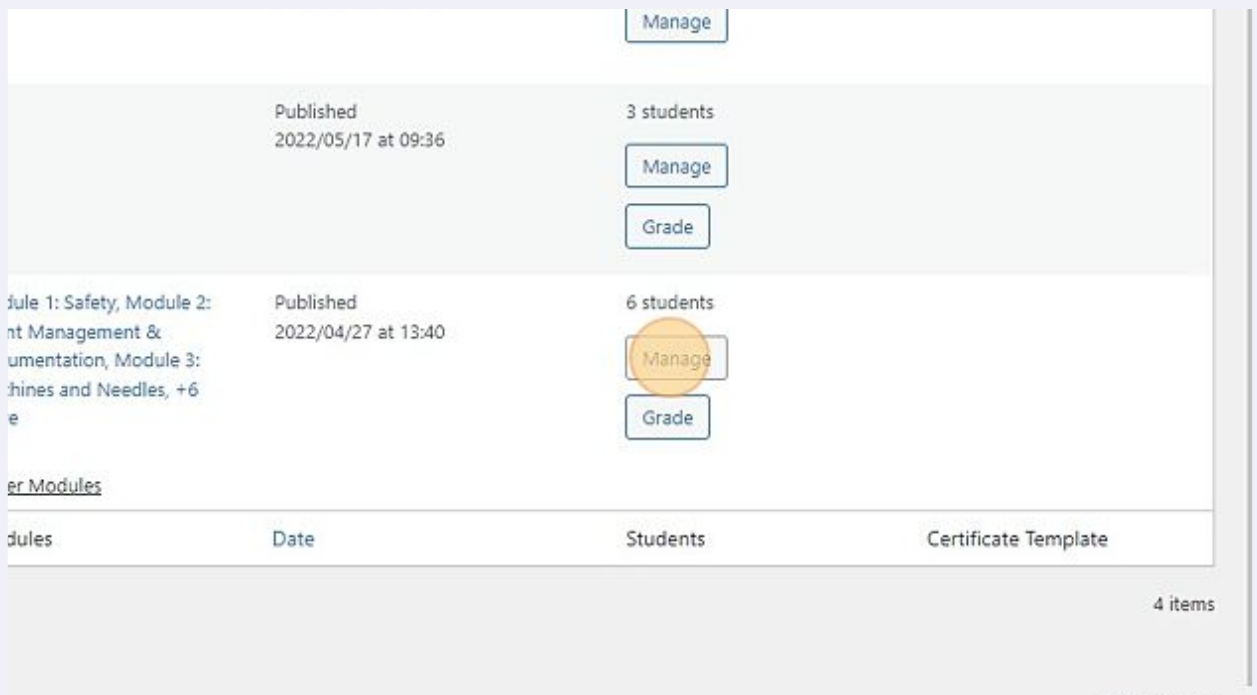 Manage
Published
3 students
2022/05/17 at 09:36
Manage
Grade
dule 1: Safety, Module 2:
nt Management &
umentation, Module 3:
hines and Needles, +6
e
Published
2022/04/27 at 13:40
6 students
Manage
Grade
er Modules
dules
Date
Students
Certificate Template
4 items